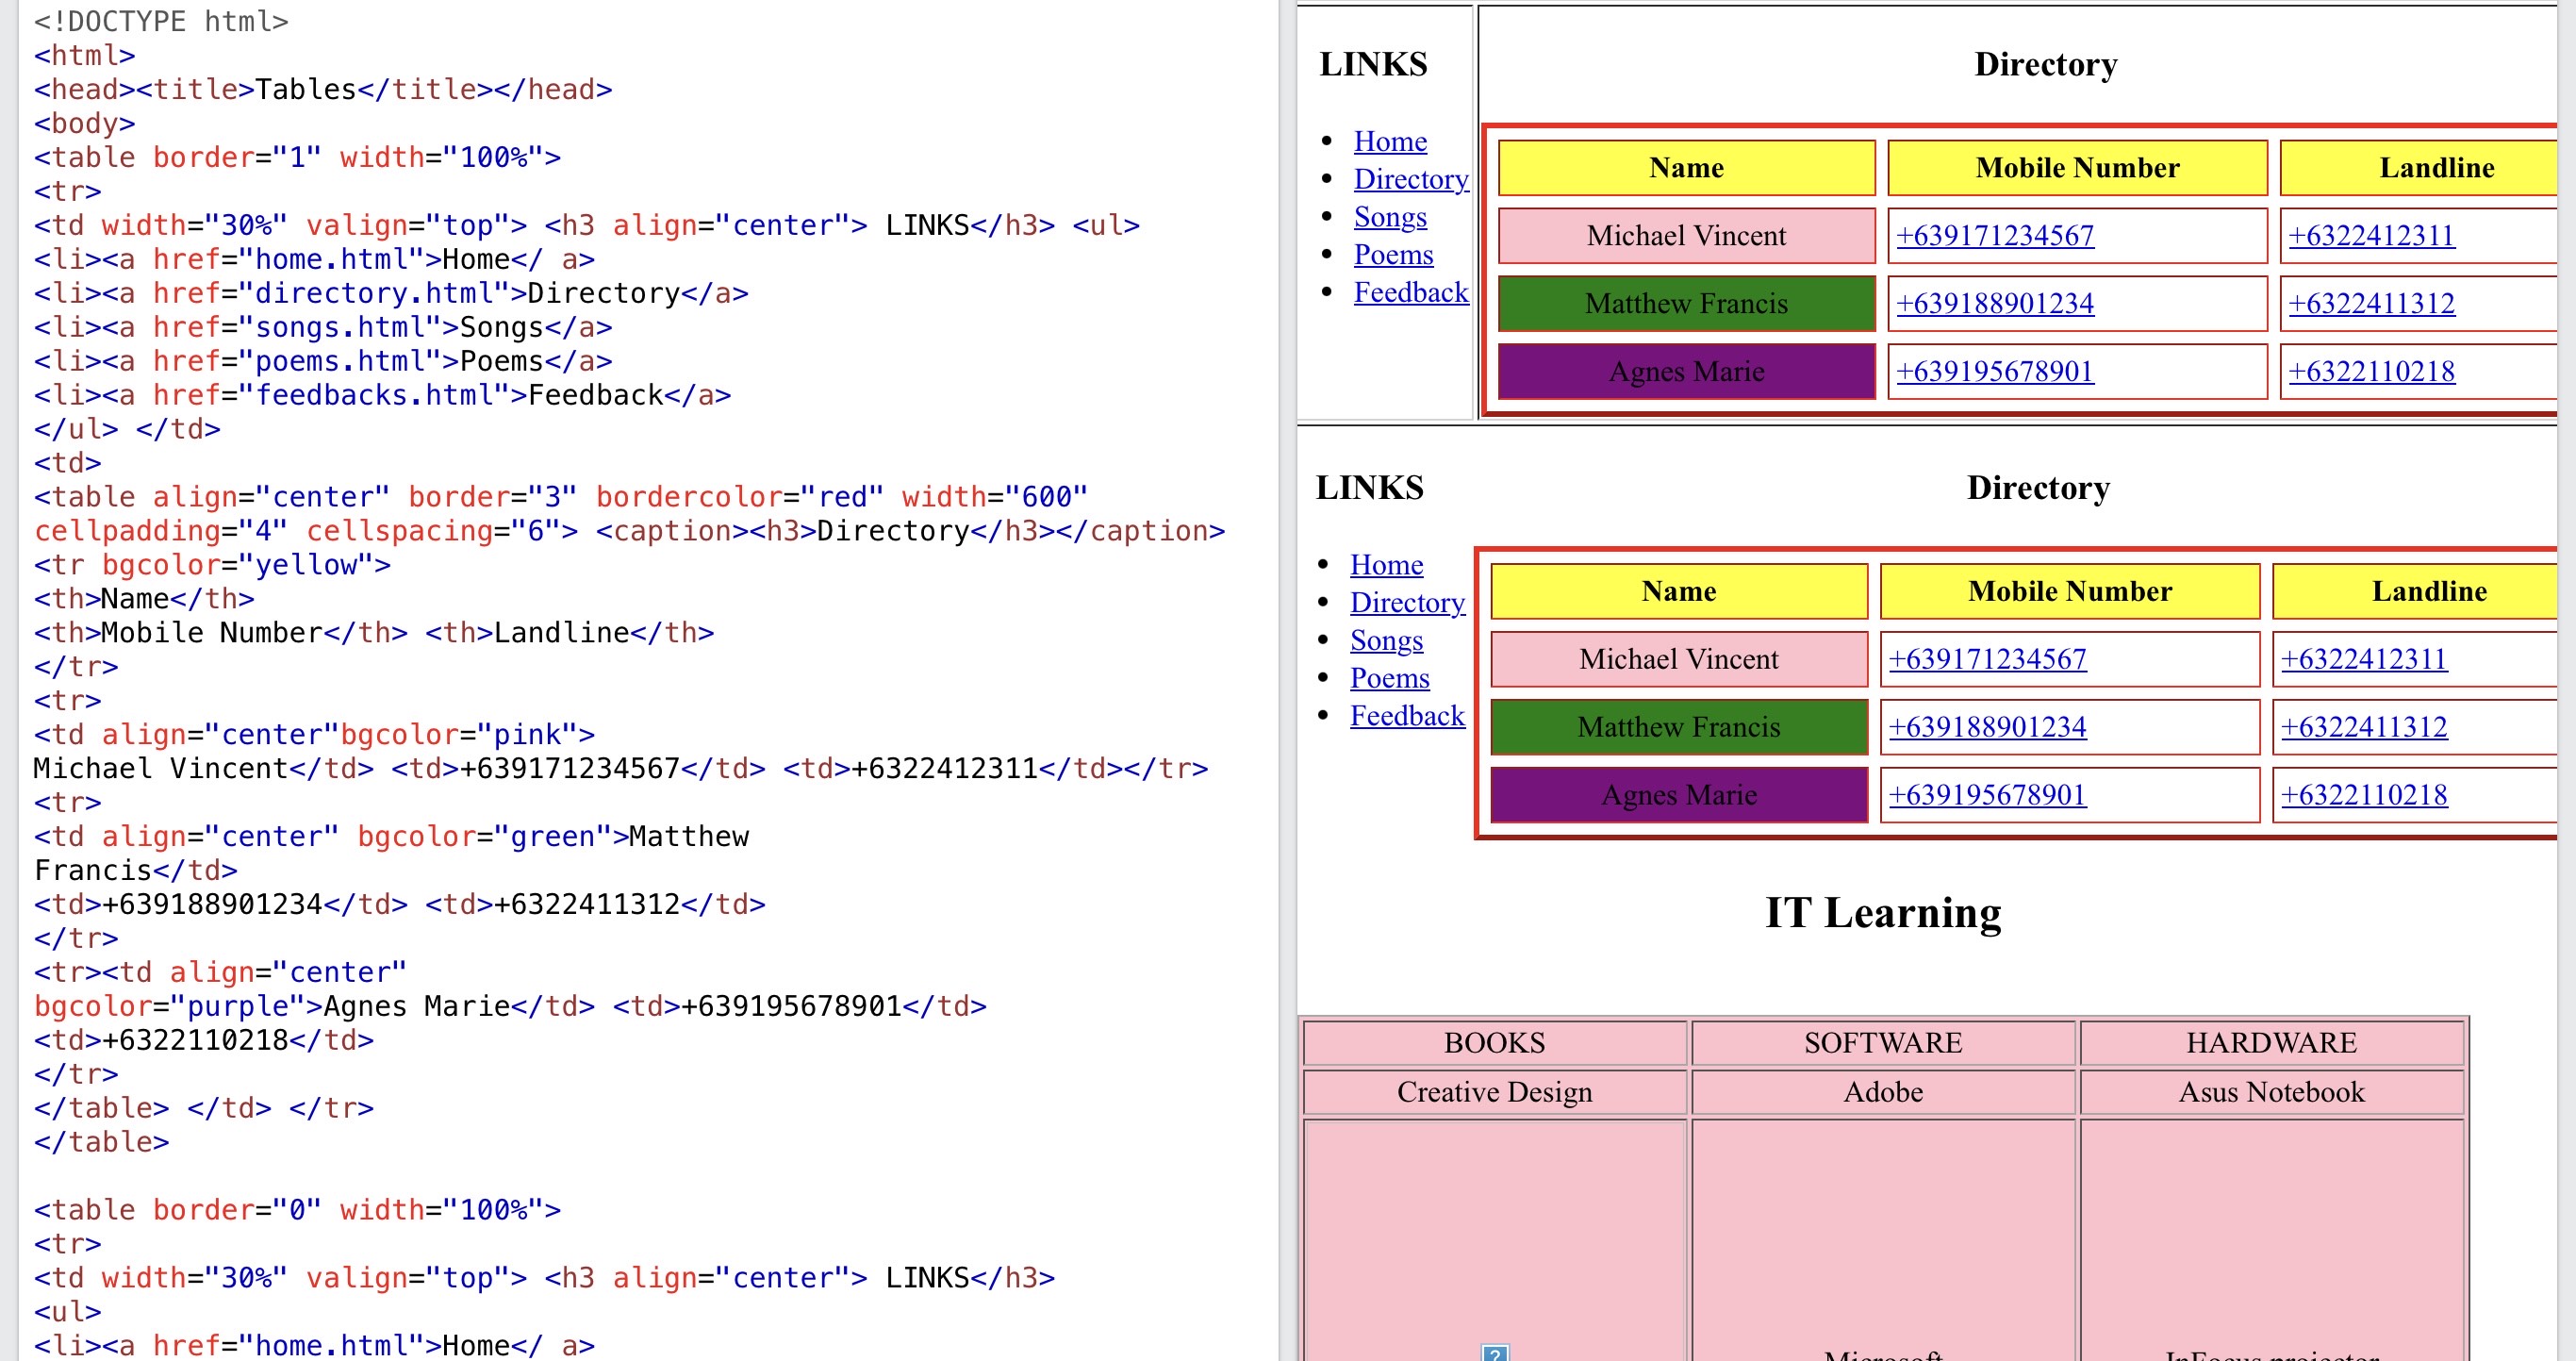 <!DOCTYPE html>
<html>
<head><title>Tables</title></head>
<body>
<table border="1" width="100%">
<tr>
<td width="30%" valign="top"> <h3 align="center"> LINKS</h3> <ul>
<li><a href="home.html">Home</ a>
<li><a href="directory.html">Directory</a>
<li><a href="songs.html">Songs</a>
<li><a href="poems.html">Poems</a>
<li><a href="feedbacks.html">Feedback</a>
</ul> </td>
<td>
<table align="center" border="3" bordercolor="red" width="600"
cellpadding="4" cellspacing="6"> <caption><h3>Directory</h3></caption>
<tr bgcolor="yellow">
<th>Name</th>
<th>Mobile Number</th> <th>Landline</th>
</tr>
<tr>
<td align="center"bgcolor="pink">
Michael Vincent</td> <td>+639171234567</td> <td>+6322412311</td></tr>
<tr>
<td align="center" bgcolor="green">Matthew
Francis</td>
<td>+639188901234</td> <td>+6322411312</td>
</tr>
<tr><td align="center"
bgcolor="purple">Agnes Marie</td> <td>+639195678901</td>
<td>+6322110218</td>
</tr>
</table> </td> </tr>
</table>
<table border="0" width="100%">
<tr>
<td width="30%" valign="top"> <h3 align="center"> LINKS</h3>
<ul>
<li><a href="home.html">Home</ a>
LINKS
Home
Directory
Songs
Poems
Feedback
Directory
Name Mobile Number Landline
Michael Vincent +639171234567 +6322412311
Matthew Francis +639188901234 +6322411312
Agnes Marie +639195678901 +6322110218
LINKS
Home
Directory
Songs
Poems
Feedback
Directory
Name Mobile Number Landline
Michael Vincent +639171234567 +6322412311
Matthew Francis +639188901234 +6322411312
Agnes Marie +639195678901 +6322110218
IT Learning
BOOKS SOFTWARE HARDWARE
Creative Design Adobe Asus Notebook
? Microsoft InFocus projector